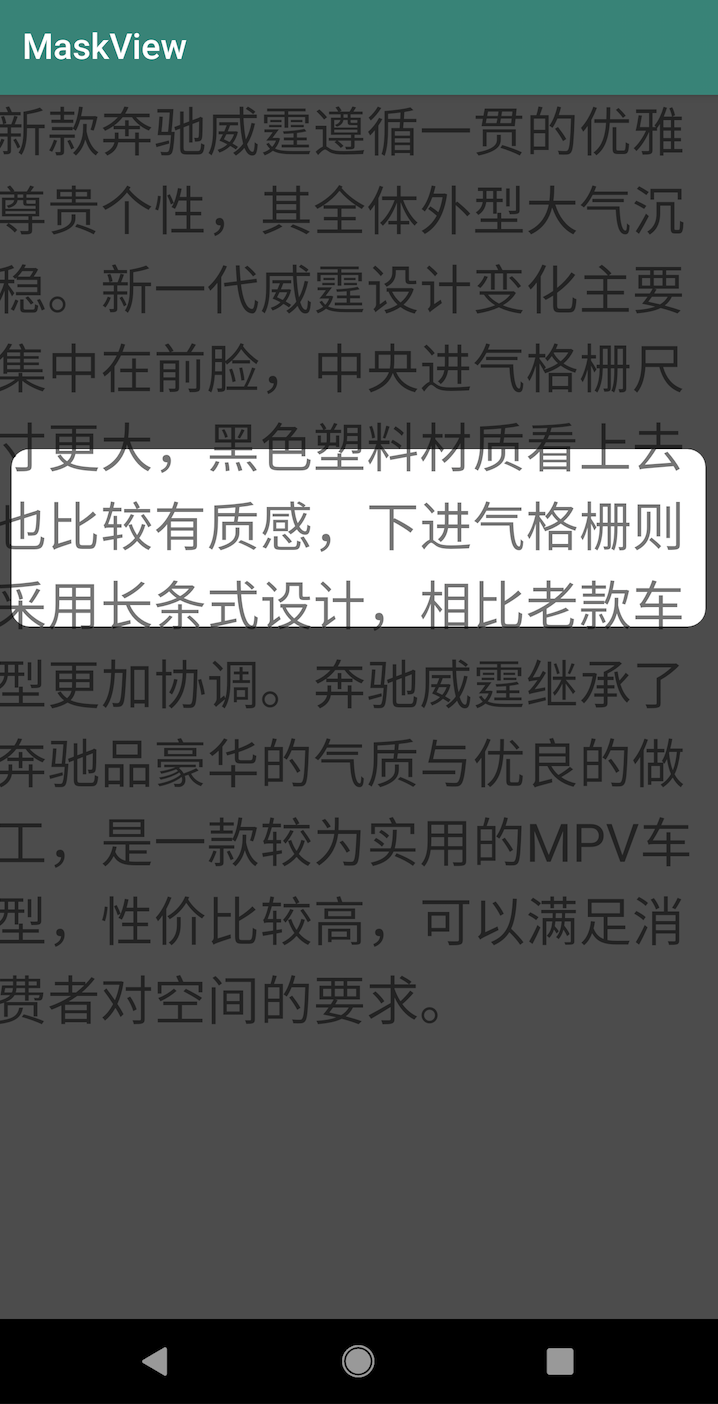 MaskView
新款奔驰威霆遵循一贯的优雅
尊贵个性，其全体外型大气沉
稳。新一代威霆设计变化主要
集中在前脸，中央进气格栅尺
寸更大，黑色塑料材质看上去
也比较有质感，下进气格栅则
采用长条式设计，相比老款车
型更加协调。奔驰威霆继承了
奔驰品豪华的气质与优良的做
工，是一款较为实用的MPV车
型，性价比较高，可以满足消
费者对空间的要求。